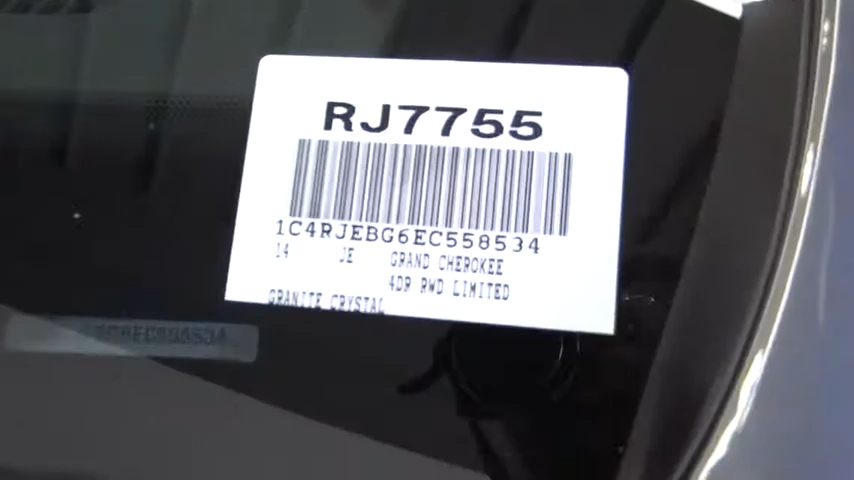 RJ7755
1C4RJEBG6EC558534
14 JE GRAND CHEROKEE
4DR RWD LIMITED
GRANITE CRYSTAL